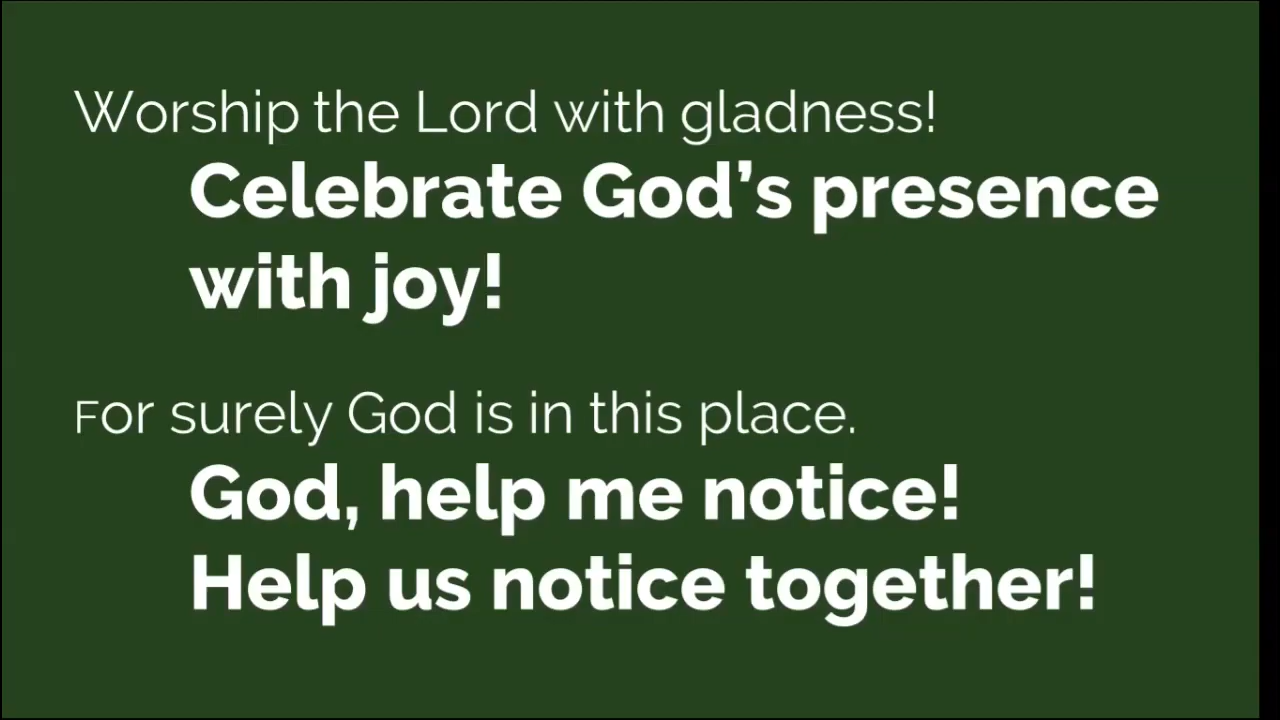 Worship the Lord with gladness!
Celebrate God’s presence
with joy!
For surely God is in this place.
God, help me notice!
Help us notice together!